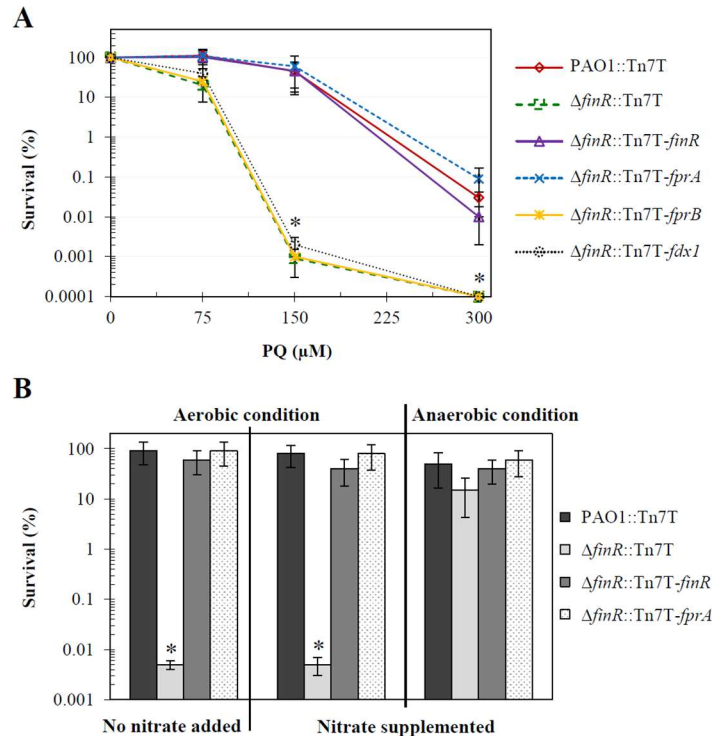 A
Survival (%)
100
10
1
0.1
0.01
0.001
0.0001
0
75
150
225
300
PQ (µM)
*
*
PAO1::Tn7T
ΔfinR::Tn7T
ΔfinR::Tn7T-finR
ΔfinR::Tn7T-fprA
ΔfinR::Tn7T-fprB
ΔfinR::Tn7T-fdx1
B
Aerobic condition
Anaerobic condition
Survival (%)
100
10
1
0.1
0.01
0.001
*
*
No nitrate added
Nitrate supplemented
PAO1::Tn7T
ΔfinR::Tn7T
ΔfinR::Tn7T-finR
ΔfinR::Tn7T-fprA